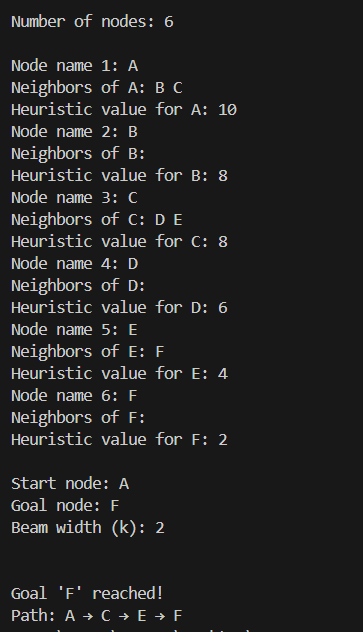 Number of nodes: 6
Node name 1: A
Neighbors of A: B C
Heuristic value for A: 10
Node name 2: B
Neighbors of B:
Heuristic value for B: 8
Node name 3: C
Neighbors of C: D E
Heuristic value for C: 8
Node name 4: D
Neighbors of D:
Heuristic value for D: 6
Node name 5: E
Neighbors of E: F
Heuristic value for E: 4
Node name 6: F
Neighbors of F:
Heuristic value for F: 2
Start node: A
Goal node: F
Beam width (k): 2
Goal 'F' reached!
Path: A → C → E → F